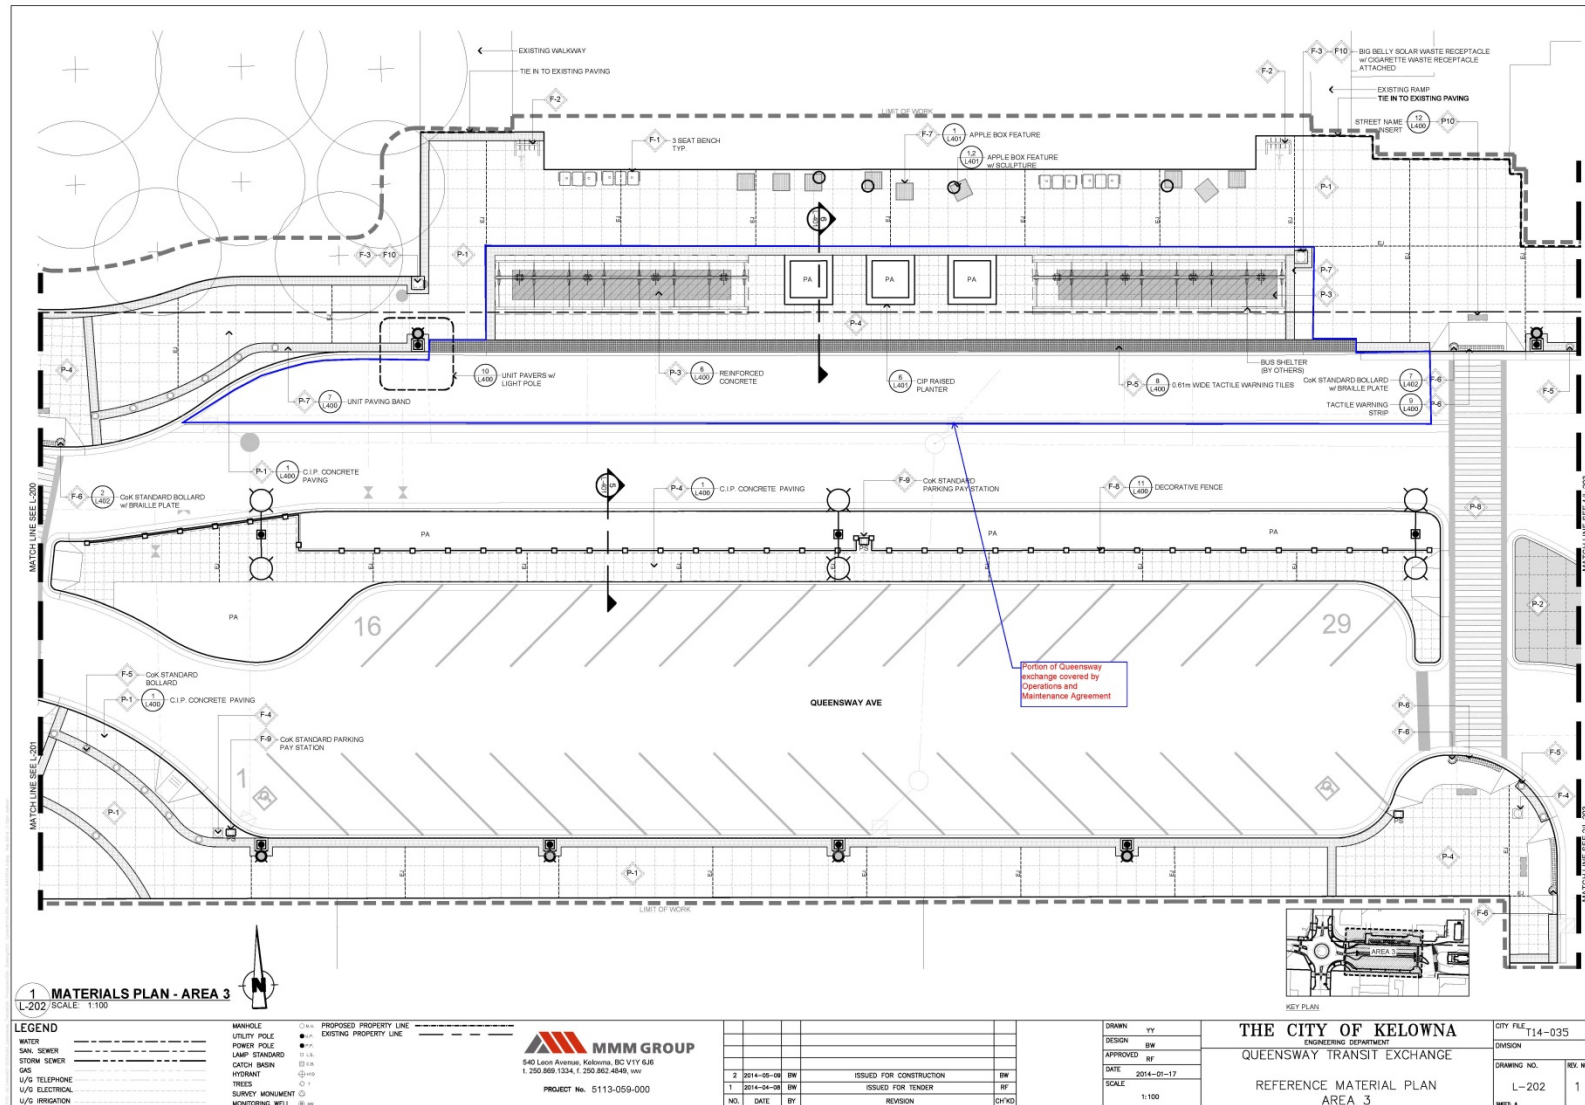 EXISTING WALKWAY
TIE IN TO EXISTING PAVING
F-2
F-1
3 SEAT BENCH
TYP.
LIMIT OF WORK
F-7
1
L401
APPLE BOX FEATURE
1,2
L401
APPLE BOX FEATURE
w/ SCULPTURE
F-2
F-3
F10
BIG BELLY SOLAR WASTE RECEPTACLE
w/ CIGARETTE WASTE RECEPTACLE
ATTACHED
EXISTING RAMP
TIE IN TO EXISTING PAVING
STREET NAME
INSERT
12
L400
P10
P-1
F-3
F10
P-1
PA
PA
PA
P-7
P-3
P-4
P-4
10
L400
UNIT PAVERS w/
LIGHT POLE
P-3
6
L400
REINFORCED
CONCRETE
6
L401
CIP RAISED
PLANTER
BUS SHELTER
(BY OTHERS)
P-5
8
L400
0.61m WIDE TACTILE WARNING TILES
CoK STANDARD BOLLARD
w/ BRAILLE PLATE
7
L402
F-6
F-5
TACTILE WARNING
STRIP
9
L400
P-6
P-7
7
L400
UNIT PAVING BAND
P-1
1
L400
C.I.P. CONCRETE
PAVING
F-6
2
L402
CoK STANDARD BOLLARD
w/ BRAILLE PLATE
MATCH LINE SEE L-200
P-4
1
L400
C.I.P. CONCRETE PAVING
F-9
CoK STANDARD
PARKING PAY STATION
F-8
11
L400
DECORATIVE FENCE
P-8
PA
PA
PA
PA
P-2
16
29
Portion of Queensway
exchange covered by
Operations and
Maintenance Agreement
QUEENSWAY AVE
F-5
CoK STANDARD
BOLLARD
P-1
1
L400
C.I.P. CONCRETE PAVING
F-4
F-9
CoK STANDARD PARKING
PAY STATION
MATCH LINE SEE L-201
1
P-1
P-6
F-6
F-5
F-4
P-4
P-1
F-6
LIMIT OF WORK
N
AREA 3
KEY PLAN
1
L-202
MATERIALS PLAN - AREA 3
SCALE: 1:100
LEGEND
WATER
SAN. SEWER
STORM SEWER
GAS
U/G TELEPHONE
U/G ELECTRICAL
U/G IRRIGATION
MANHOLE
UTILITY POLE
POWER POLE
LAMP STANDARD
CATCH BASIN
HYDRANT
TREES
SURVEY MONUMENT
MONITORING WELL
PROPOSED PROPERTY LINE
EXISTING PROPERTY LINE
MMM GROUP
540 Leon Avenue, Kelowna, BC V1Y 6J6
t. 250.869.1334, f. 250.862.4849, ww
PROJECT No. 5113-059-000
2 2014-05-09 BW ISSUED FOR CONSTRUCTION BW
1 2014-04-08 BW ISSUED FOR TENDER RF
NO. DATE BY REVISION CH'KD
DRAWN YY
DESIGN BW
APPROVED RF
DATE 2014-01-17
SCALE 1:100
THE CITY OF KELOWNA
ENGINEERING DEPARTMENT
QUEENSWAY TRANSIT EXCHANGE
REFERENCE MATERIAL PLAN
AREA 3
CITY FILE T14-035
DIVISION
DRAWING NO.
L-202
REV.
1